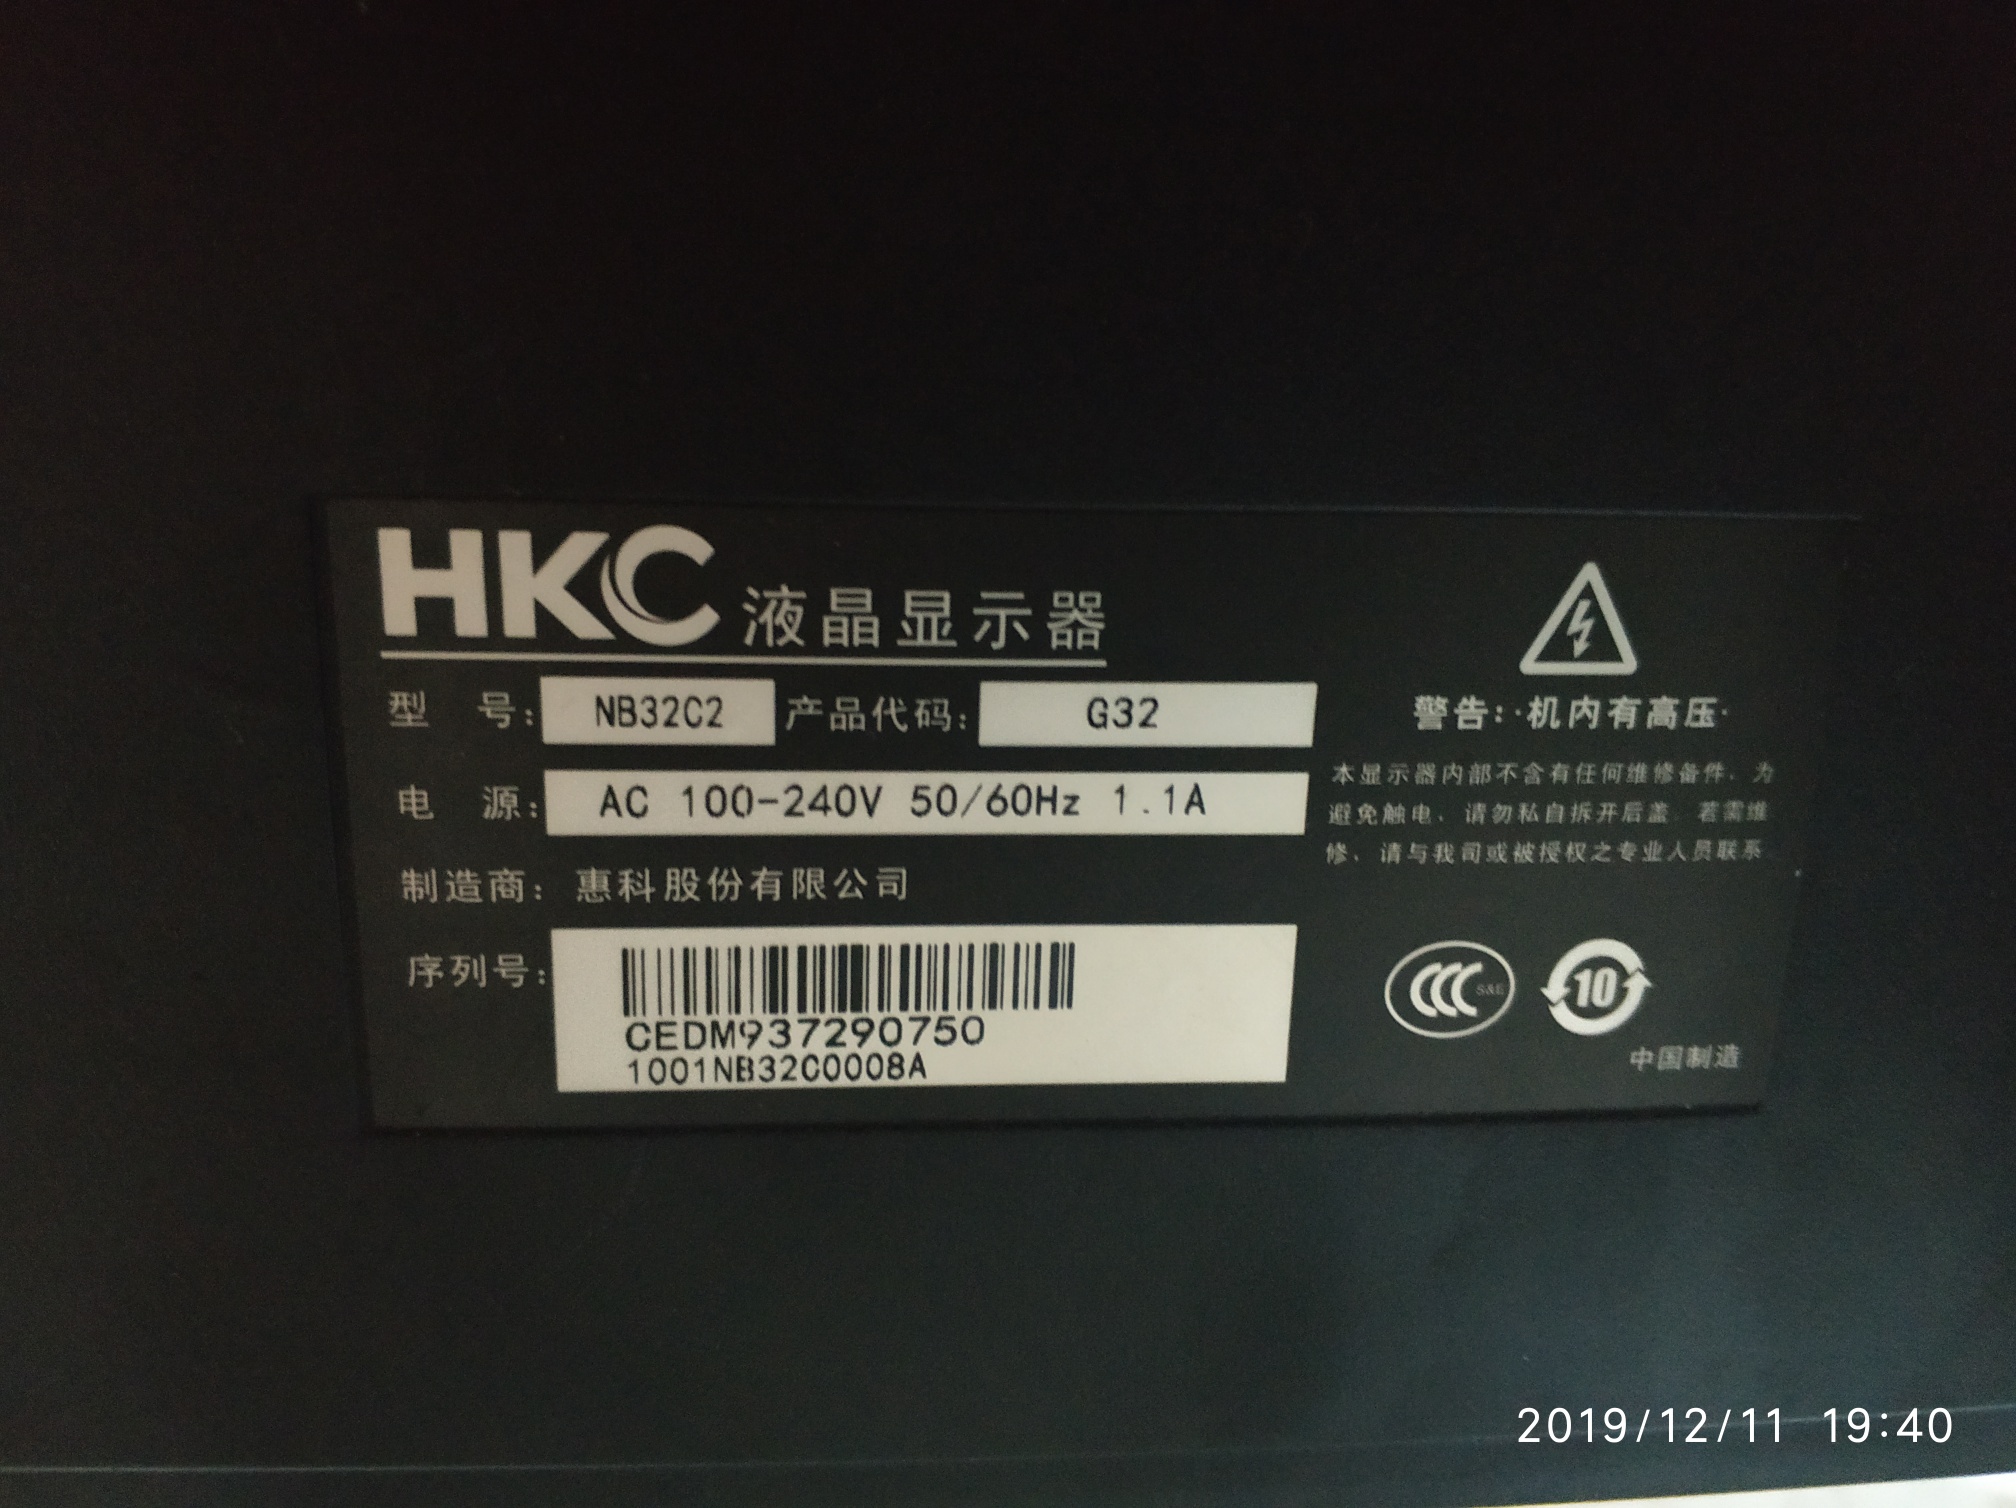 HKC 液晶显示器
型 号: NB32C2 产品代码: G32
电 源: AC 100-240V 50/60Hz 1.1A
制造商: 惠科股份有限公司
序列号:
CEDM937290750
1001NB32C0008A
警告: 机内有高压
本显示器内部不含有任何维修备件，为
避免触电，请勿私自拆开后盖，若需维
修，请与我司或被授权之专业人员联系
CCC S&E
10
中国制造
2019/12/11 19:40